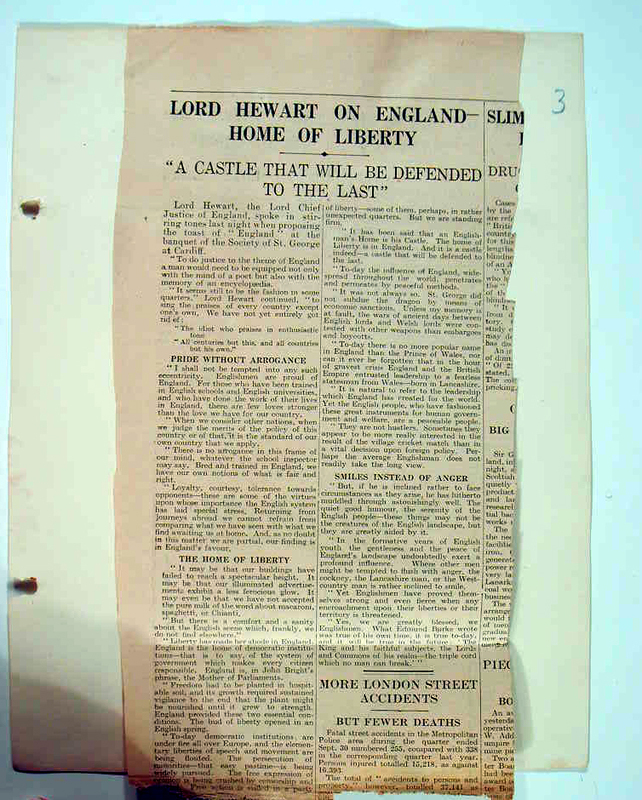 3
LORD HEWART ON ENGLAND—
HOME OF LIBERTY
"A CASTLE THAT WILL BE DEFENDED
TO THE LAST"
Lord Hewart, the Lord Chief
Justice of England, spoke in stir-
ring tones last night when proposing
the toast of "England" at the
banquet of the Society of St. George
at Cardiff.
"To do justice to the theme of England
a man would need to be equipped not only
with the mind of a poet but also with the
memory of an encyclopædia.
"It seems still to be the fashion in some
quarters," Lord Hewart continued, "to
sing the praises of every country except
one's own. We have not yet entirely got
rid of:
"The idiot who praises in enthusiastic
tone
"All centuries but this, and all countries
but his own."
PRIDE WITHOUT ARROGANCE
"I shall not be tempted into any such
eccentricity. Englishmen are proud of
England. For those who have been trained
in English schools and English universities,
and who have done the work of their lives
in England, there are few loves stronger
than the love we have for our country.
"When we consider other nations, when
we judge the merits of the policy of this
country or of that, it is the standard of our
own country that we apply.
"There is no arrogance in this frame of
our mind, whatever the school inspector
may say. Bred and trained in England, we
have our own notions of what is fair and
right.
"Loyalty, courtesy, tolerance towards
opponents—these are some of the virtues
upon whose importance the English system
has laid special stress. Returning from
journeys abroad we cannot refrain from
comparing what we have seen with what we
find awaiting us at home. And, as no doubt
in this matter we are partial, our finding is
in England's favour.
THE HOME OF LIBERTY
"It may be that our buildings have
failed to reach a spectacular height. It
may be that our illuminated advertise-
ments exhibit a less ferocious glow. It
may even be that we have not accepted
the pure milk of the word about macaroni,
spaghetti, or Chianti.
"But there is a comfort and a sanity
about the English scene which, frankly, we
do not find elsewhere."
"Liberty has made her abode in England.
England is the home of democratic institu-
tions—that is to say, of the system of
government which makes every citizen
responsible. England is, in John Bright's
phrase, the Mother of Parliaments.
"Freedom had to be planted in hospit-
able soil, and its growth required sustained
vigilance to the end that the plant might
be nourished until it grew to strength.
England provided these two essential con-
ditions. The bud of liberty opened in an
English spring.
"To-day democratic institutions are
under fire all over Europe, and the elemen-
tary liberties of speech and movement are
being flouted. The persecution of
minorities—that easy pastime—is being
widely pursued. The free expression of
opinion is being crushed by censorship and
of liberty—some of them, perhaps, in rather
unexpected quarters. But we are standing
firm.
"It has been said that an English-
man's Home is his Castle. The home of
Liberty is in England. And it is a castle,
indeed—a castle that will be defended to
the last.
"To-day the influence of England, wide-
spread throughout the world, penetrates
and permeates by peaceful methods.
"It was not always so. St. George did
not subdue the dragon by means of
economic sanctions. Unless my memory is
at fault, the wars of ancient days between
English lords and Welsh lords were con-
tested with other weapons than embargoes
and boycotts.
"To-day there is no more popular name
in England than the Prince of Wales, nor
can it ever be forgotten that in the hour
of gravest crisis England and the British
Empire entrusted leadership to a fearless
statesman from Wales—born in Lancashire.
"It is natural to refer to the leadership
which England has created for the world.
Yet the English people, who have fashioned
these great instruments for human govern-
ment and welfare, are a peaceable people.
"They are not hustlers. Sometimes they
appear to be more really interested in the
result of the village cricket match than in
a vital decision upon foreign policy. Per-
haps the average Englishman does not
readily take the long view.
SMILES INSTEAD OF ANGER
"But, if he is inclined rather to face
circumstances as they arise, he has hitherto
muddled through astonishingly well. The
quiet good humour, the serenity of the
English people—these things may not be
the creatures of the English landscape, but
they are greatly aided by it.
"In the formative years of English
youth the gentleness and the peace of
England's landscape undoubtedly exert a
profound influence. Where other men
might be tempted to flush with anger, the
cockney, the Lancashire man, or the West
country man is rather inclined to smile.
"Yet Englishmen have proved them-
selves strong and even fierce when any
encroachment upon their liberties or their
territory is threatened.
"Yes, we are greatly blessed, we
Englishmen. What Edmund Burke wrote
was true of his own time, it is true to-day,
and it will be true in the future: 'The
King and his faithful subjects, the Lords
and Commons of his realm—the triple cord
which no man can break.'"
MORE LONDON STREET
ACCIDENTS
BUT FEWER DEATHS
Fatal street accidents in the Metropolitan
Police area during the quarter ended
Sept. 30 numbered 255, compared with 338
in the corresponding quarter last year.
Persons injured totalled 15,218, as against
16,393.
The total of "accidents to persons and
property," however, totalled 37,141 as
SLIM
DRU
BIG
PIEC
BO